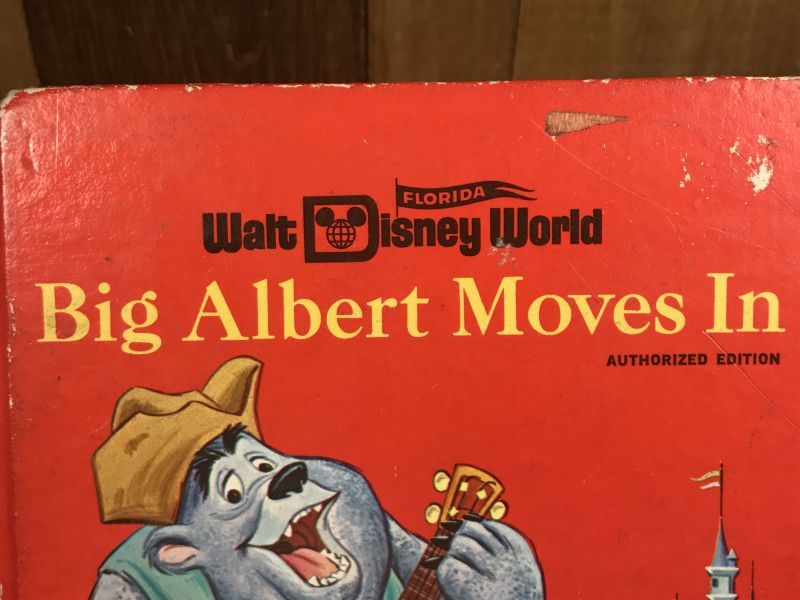 FLORIDA
Walt Disney World
Big Albert Moves In
AUTHORIZED EDITION